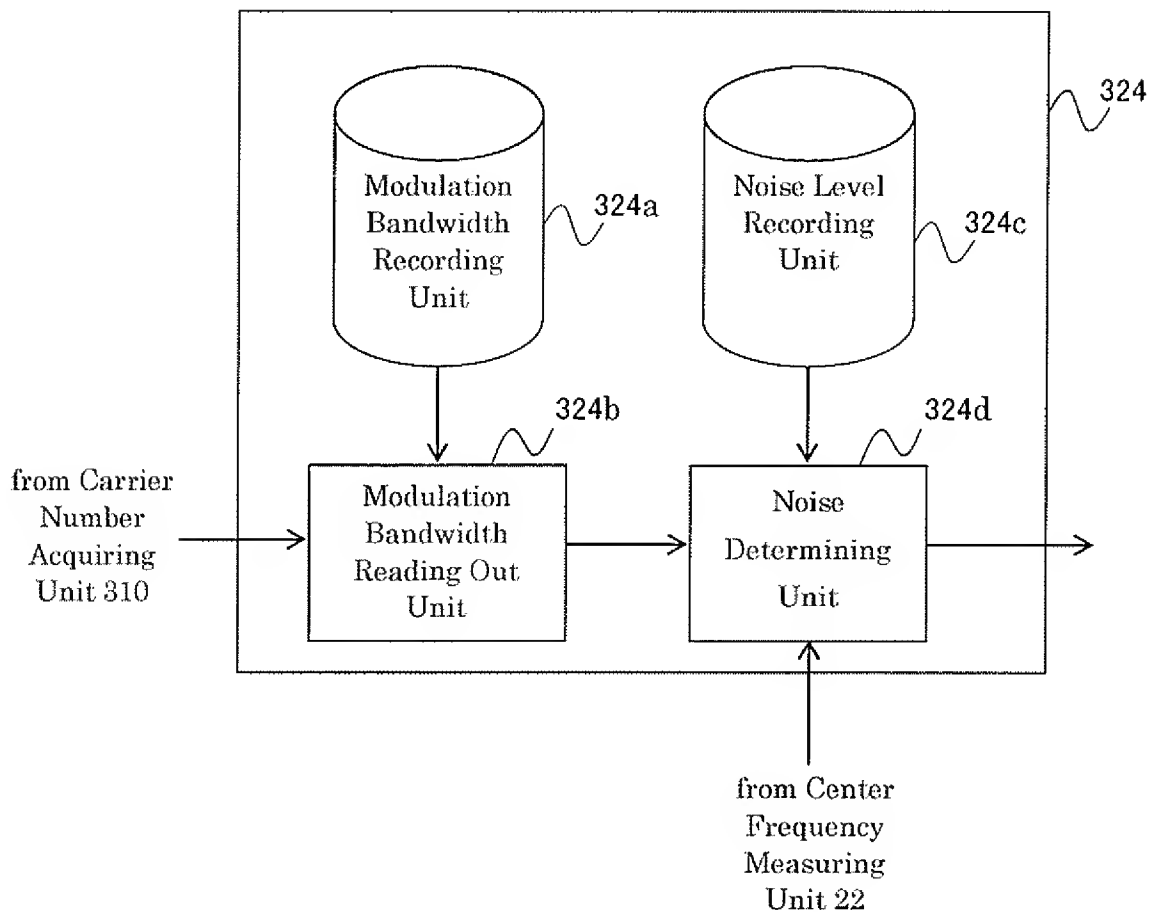 324
Modulation
Bandwidth
Recording
Unit
324a
Noise Level
Recording
Unit
324c
324b
324d
from Carrier
Number
Acquiring
Unit 310
Modulation
Bandwidth
Reading Out
Unit
Noise
Determining
Unit
from Center
Frequency
Measuring
Unit 22